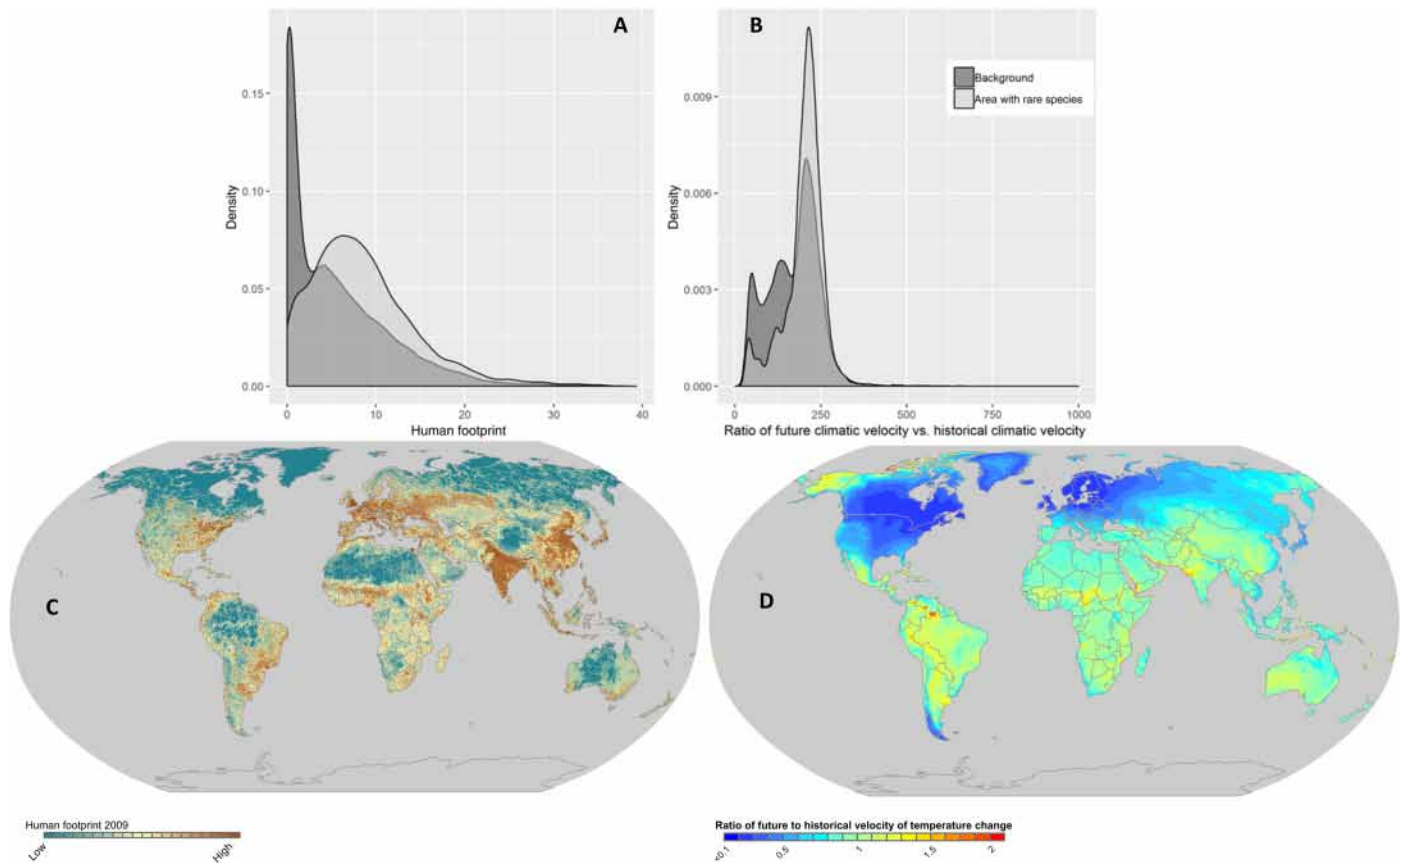 A
B
Background
Area with rare species
0.15
0.10
0.05
0.00
Density
0.009
0.006
0.003
0.000
Density
0 10 20 30 40
Human footprint
0 250 500 750 1000
Ratio of future climatic velocity vs. historical climatic velocity
C
D
Human footprint 2009
Low High
Ratio of future to historical velocity of temperature change
<0.1 0.5 1 1.5 2